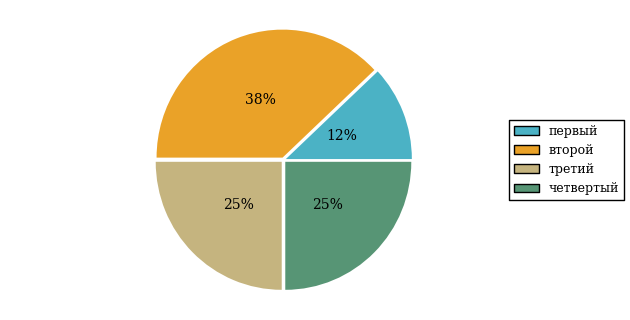 38%
12%
25%
25%
первый
второй
третий
четвертый